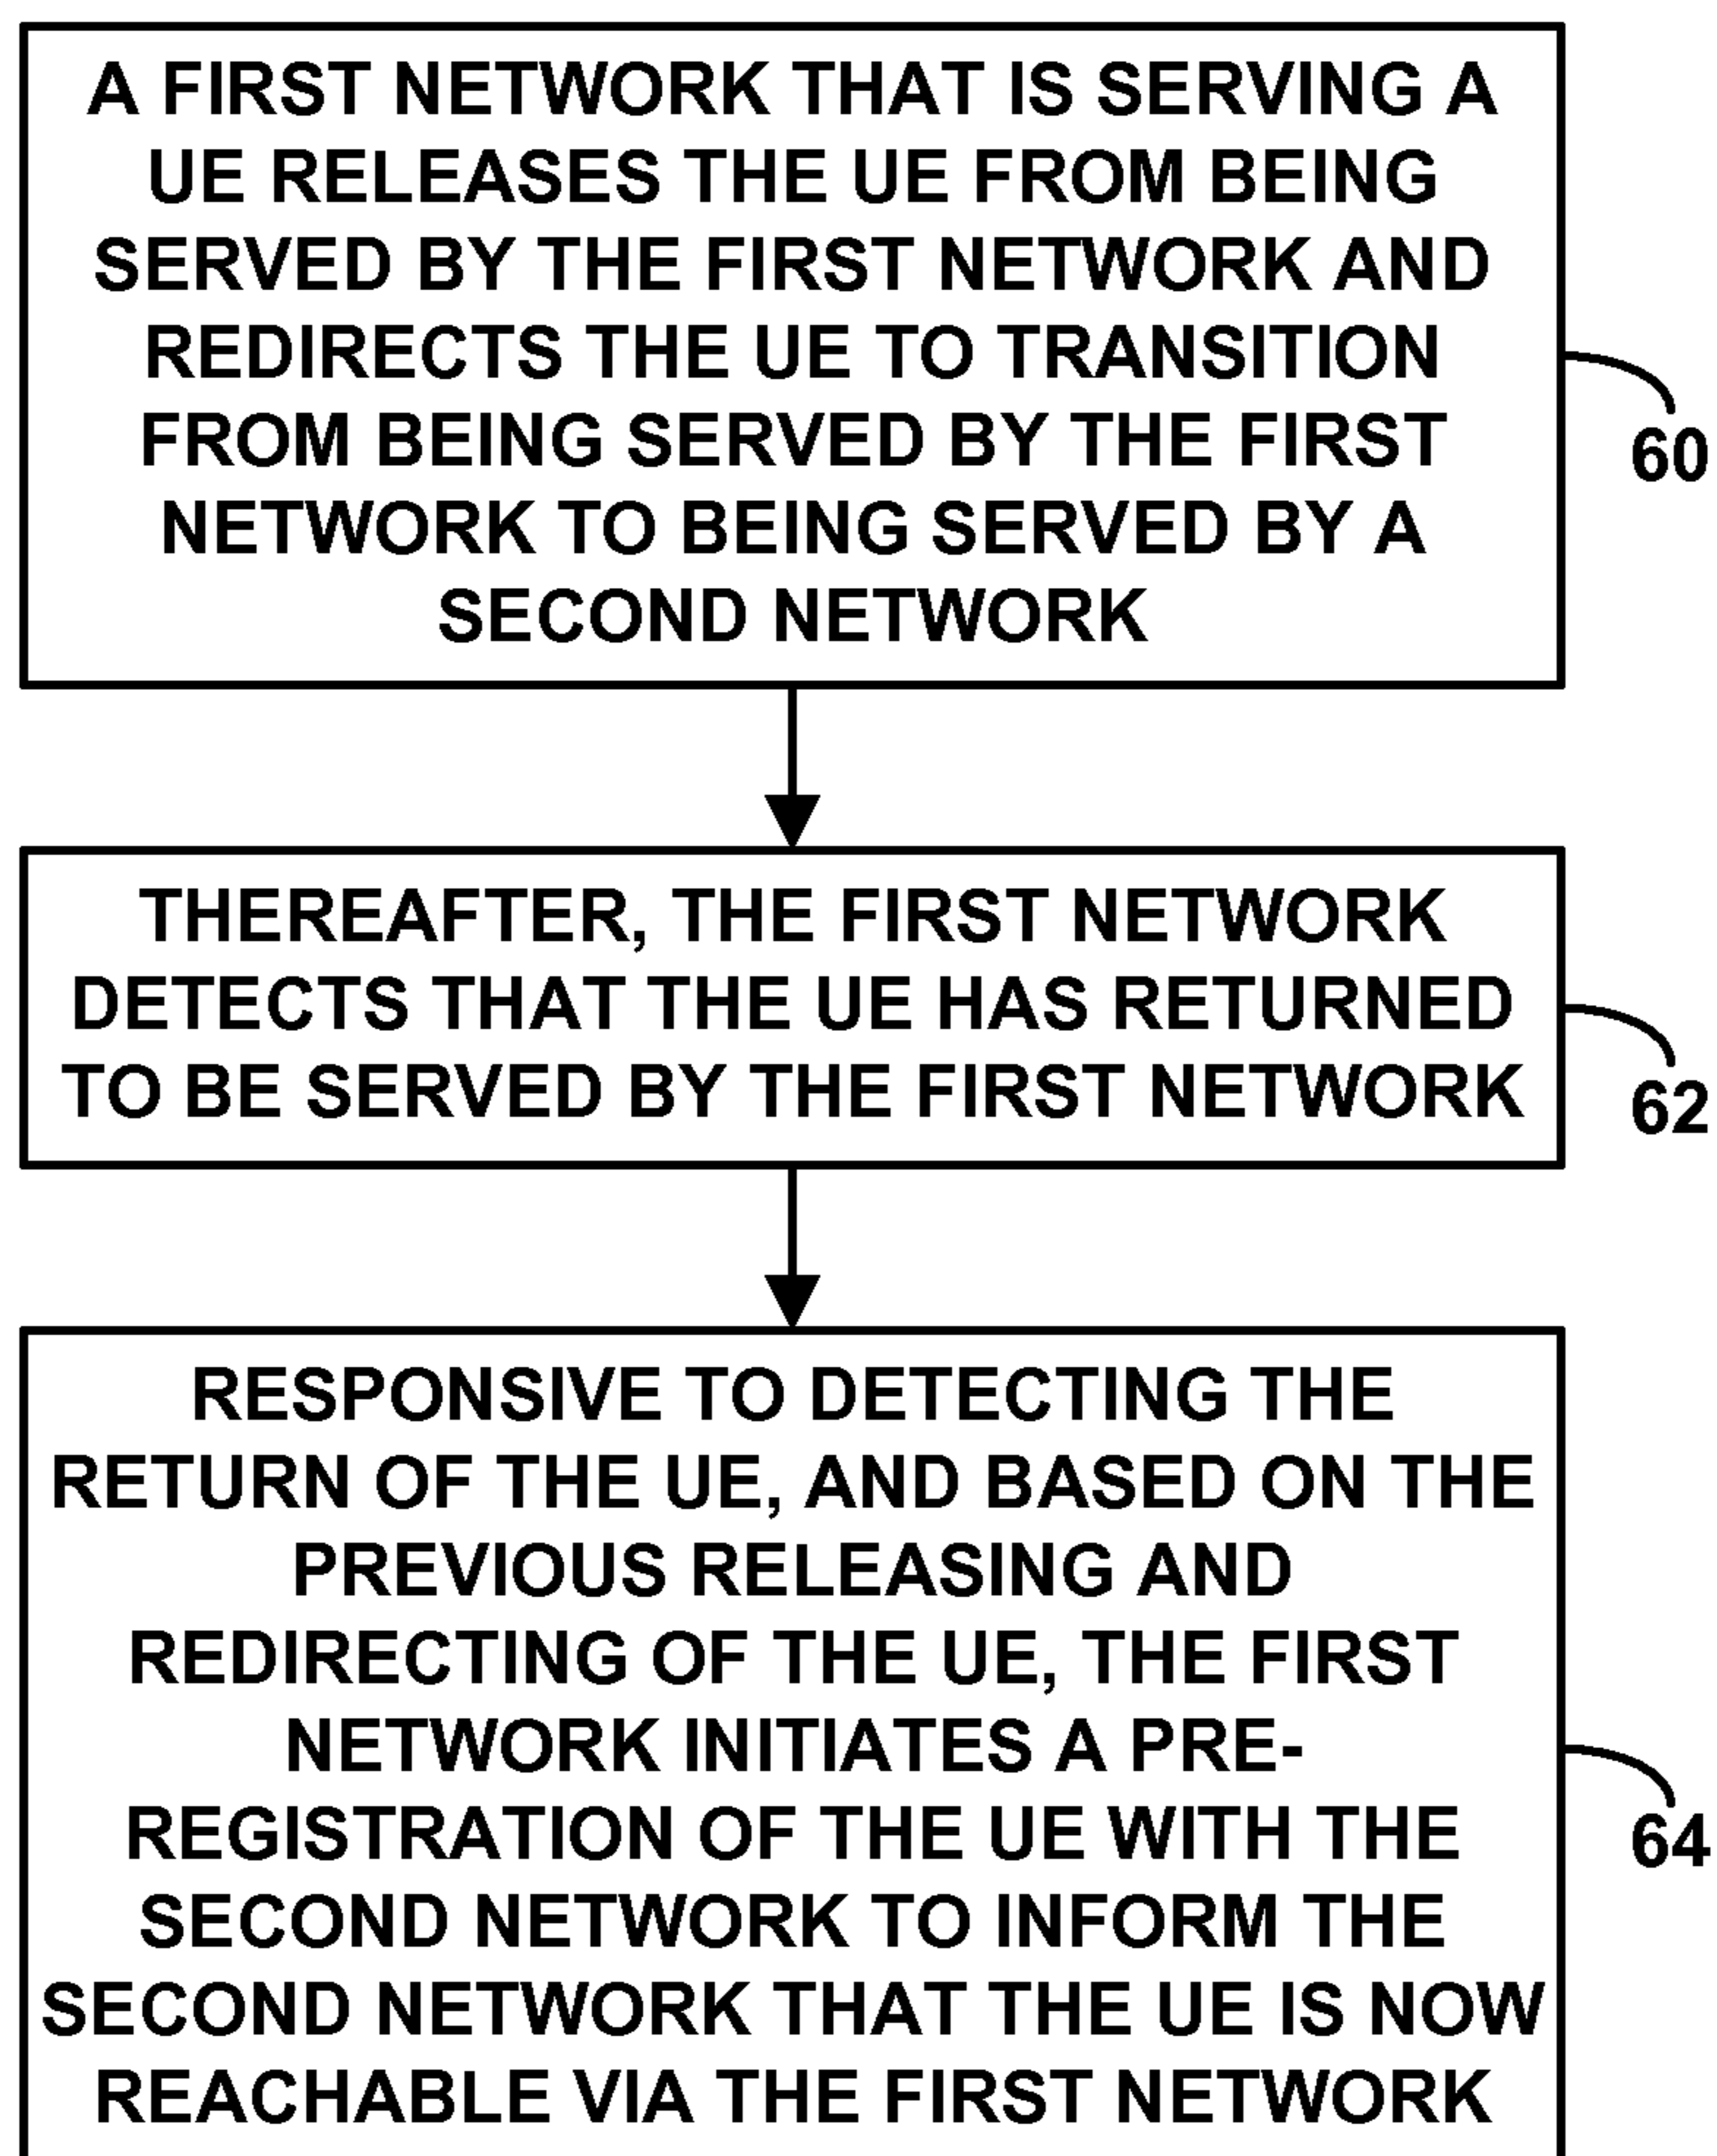 A FIRST NETWORK THAT IS SERVING A
UE RELEASES THE UE FROM BEING
SERVED BY THE FIRST NETWORK AND
REDIRECTS THE UE TO TRANSITION
FROM BEING SERVED BY THE FIRST
NETWORK TO BEING SERVED BY A
SECOND NETWORK
60
THEREAFTER, THE FIRST NETWORK
DETECTS THAT THE UE HAS RETURNED
TO BE SERVED BY THE FIRST NETWORK
62
RESPONSIVE TO DETECTING THE
RETURN OF THE UE, AND BASED ON THE
PREVIOUS RELEASING AND
REDIRECTING OF THE UE, THE FIRST
NETWORK INITIATES A PRE-
REGISTRATION OF THE UE WITH THE
SECOND NETWORK TO INFORM THE
SECOND NETWORK THAT THE UE IS NOW
REACHABLE VIA THE FIRST NETWORK
64